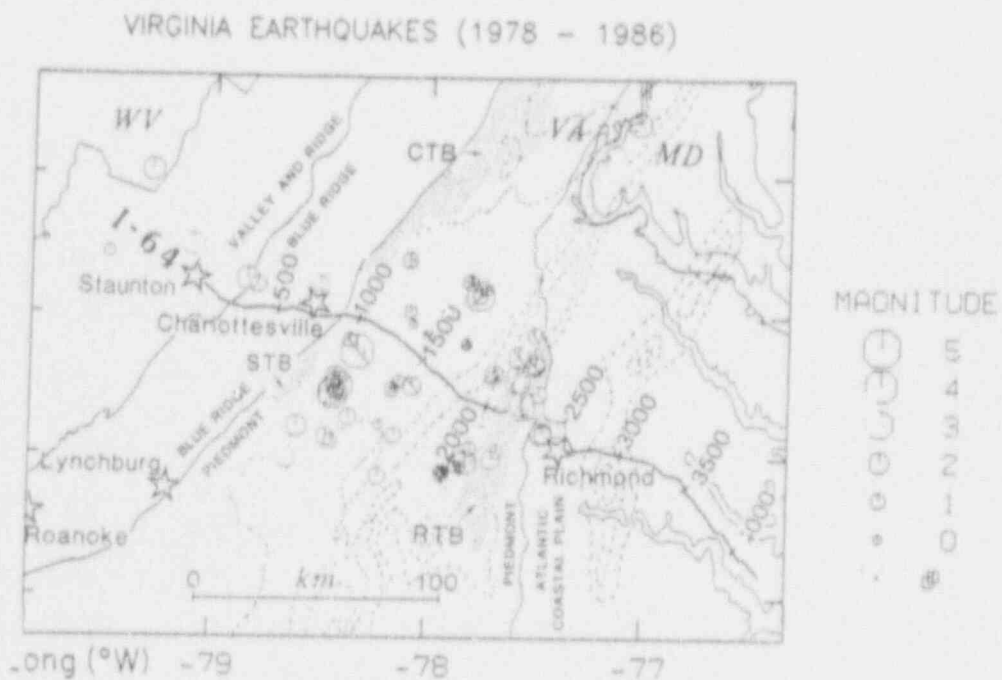 VIRGINIA EARTHQUAKES (1978 - 1986)
WV
VA
MD
CTB
VALLEY AND RIDGE
BLUE RIDGE
I-64
Staunton
500
1000
Charlottesville
STB
BLUE RIDGE
PIEDMONT
2000
2500
3000
3500
Lynchburg
Richmond
Roanoke
RTB
PIEDMONT
ATLANTIC
COASTAL PLAIN
0 km 100
Long (°W) -79 -78 -77
MAGNITUDE
5
4
3
2
1
0